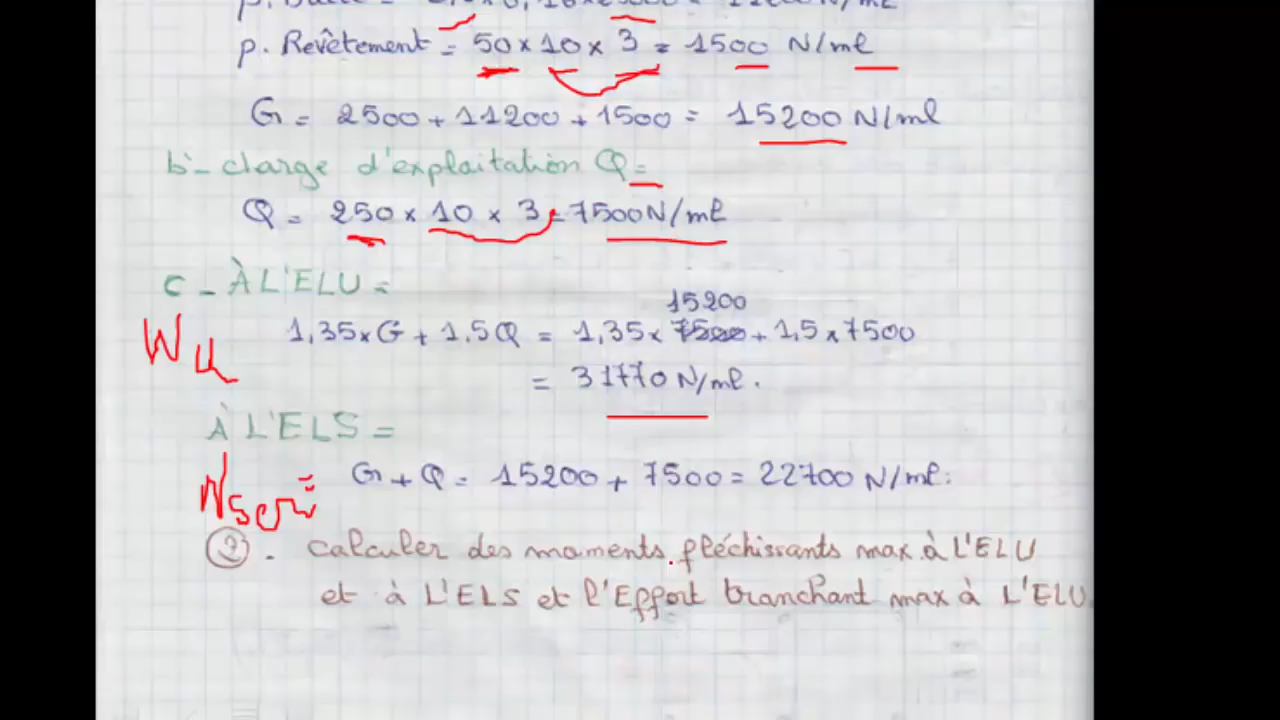 p. Revêtement = 50 × 10 × 3 = 1500 N/ml
G = 2500 + 11200 + 1500 = 15200 N/ml
b - charge d'exploitation Q =
Q = 250 × 10 × 3 = 7500 N/ml
c - À L'ELU =
15200
Wu 1,35 × G + 1,5 Q = 1,35 × 7500 + 1,5 × 7500
= 31770 N/ml.
À L'ELS =
Wser = G + Q = 15200 + 7500 = 22700 N/ml.
② - calculer des moments fléchissants max à L'ELU
et à L'ELS et l'Effort tranchant max à L'ELU